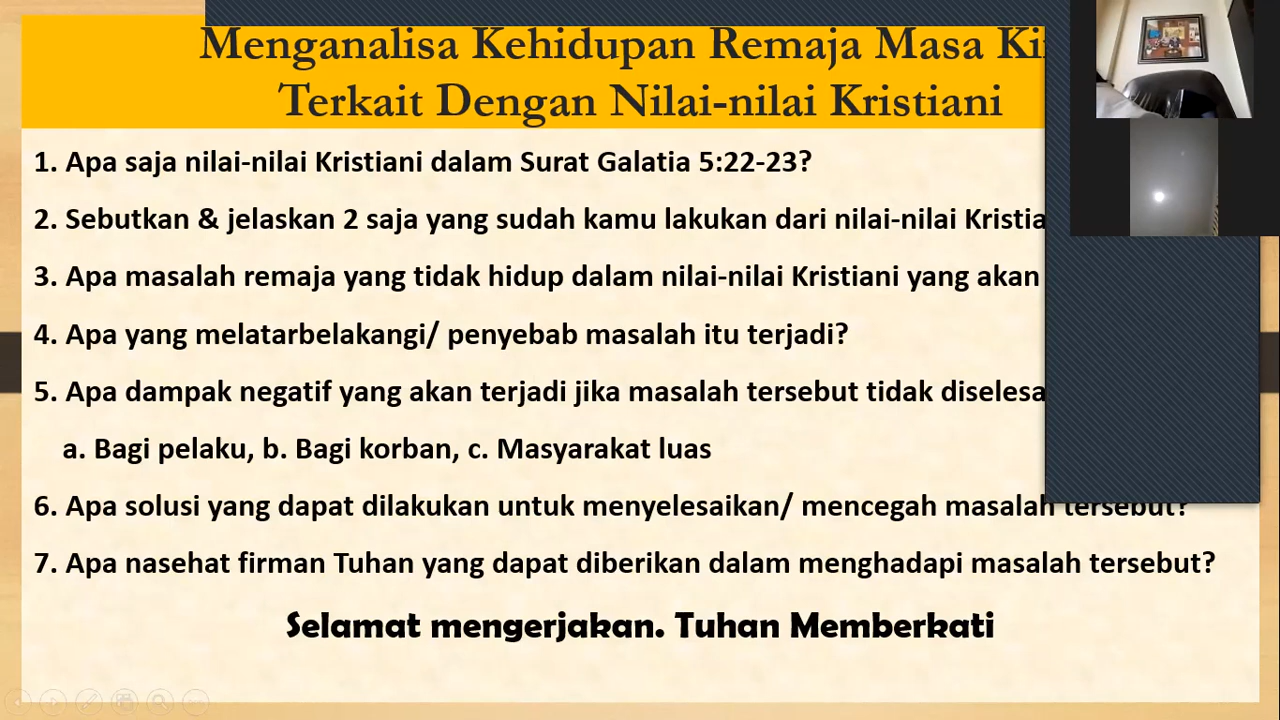 Menganalisa Kehidupan Remaja Masa
Terkait Dengan Nilai-nilai Kristiani
1. Apa saja nilai-nilai Kristiani dalam Surat Galatia 5:22-23?
2. Sebutkan & jelaskan 2 saja yang sudah kamu lakukan dari nilai-nilai
3. Apa masalah remaja yang tidak hidup dalam nilai-nilai Kristiani yang akan
4. Apa yang melatarbelakangi/ penyebab masalah itu terjadi?
5. Apa dampak negatif yang akan terjadi jika masalah tersebut tidak
a. Bagi pelaku, b. Bagi korban, c. Masyarakat luas
6. Apa solusi yang dapat dilakukan untuk menyelesaikan/ mencegah masalah tersebut?
7. Apa nasehat firman Tuhan yang dapat diberikan dalam menghadapi masalah tersebut?
Selamat mengerjakan. Tuhan Memberkati